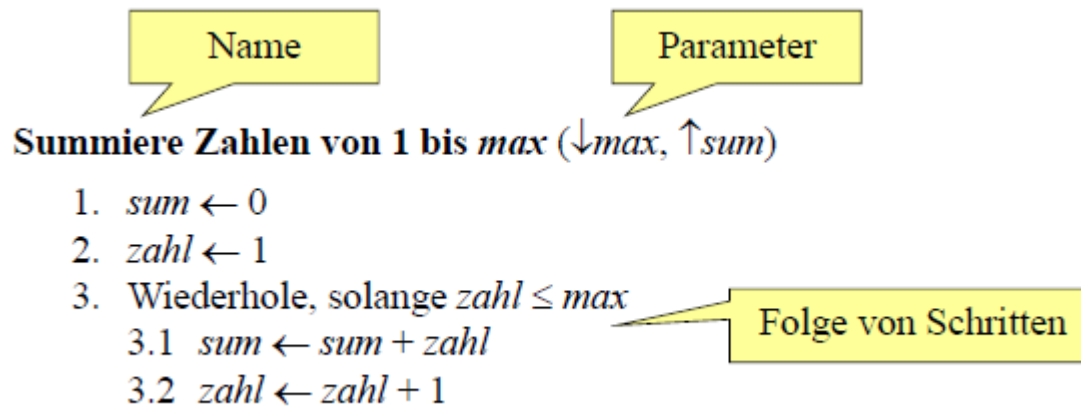 Name
Parameter
Summiere Zahlen von 1 bis max (↓max, ↑sum)
1. sum ← 0
2. zahl ← 1
3. Wiederhole, solange zahl ≤ max
3.1 sum ← sum + zahl
3.2 zahl ← zahl + 1
Folge von Schritten